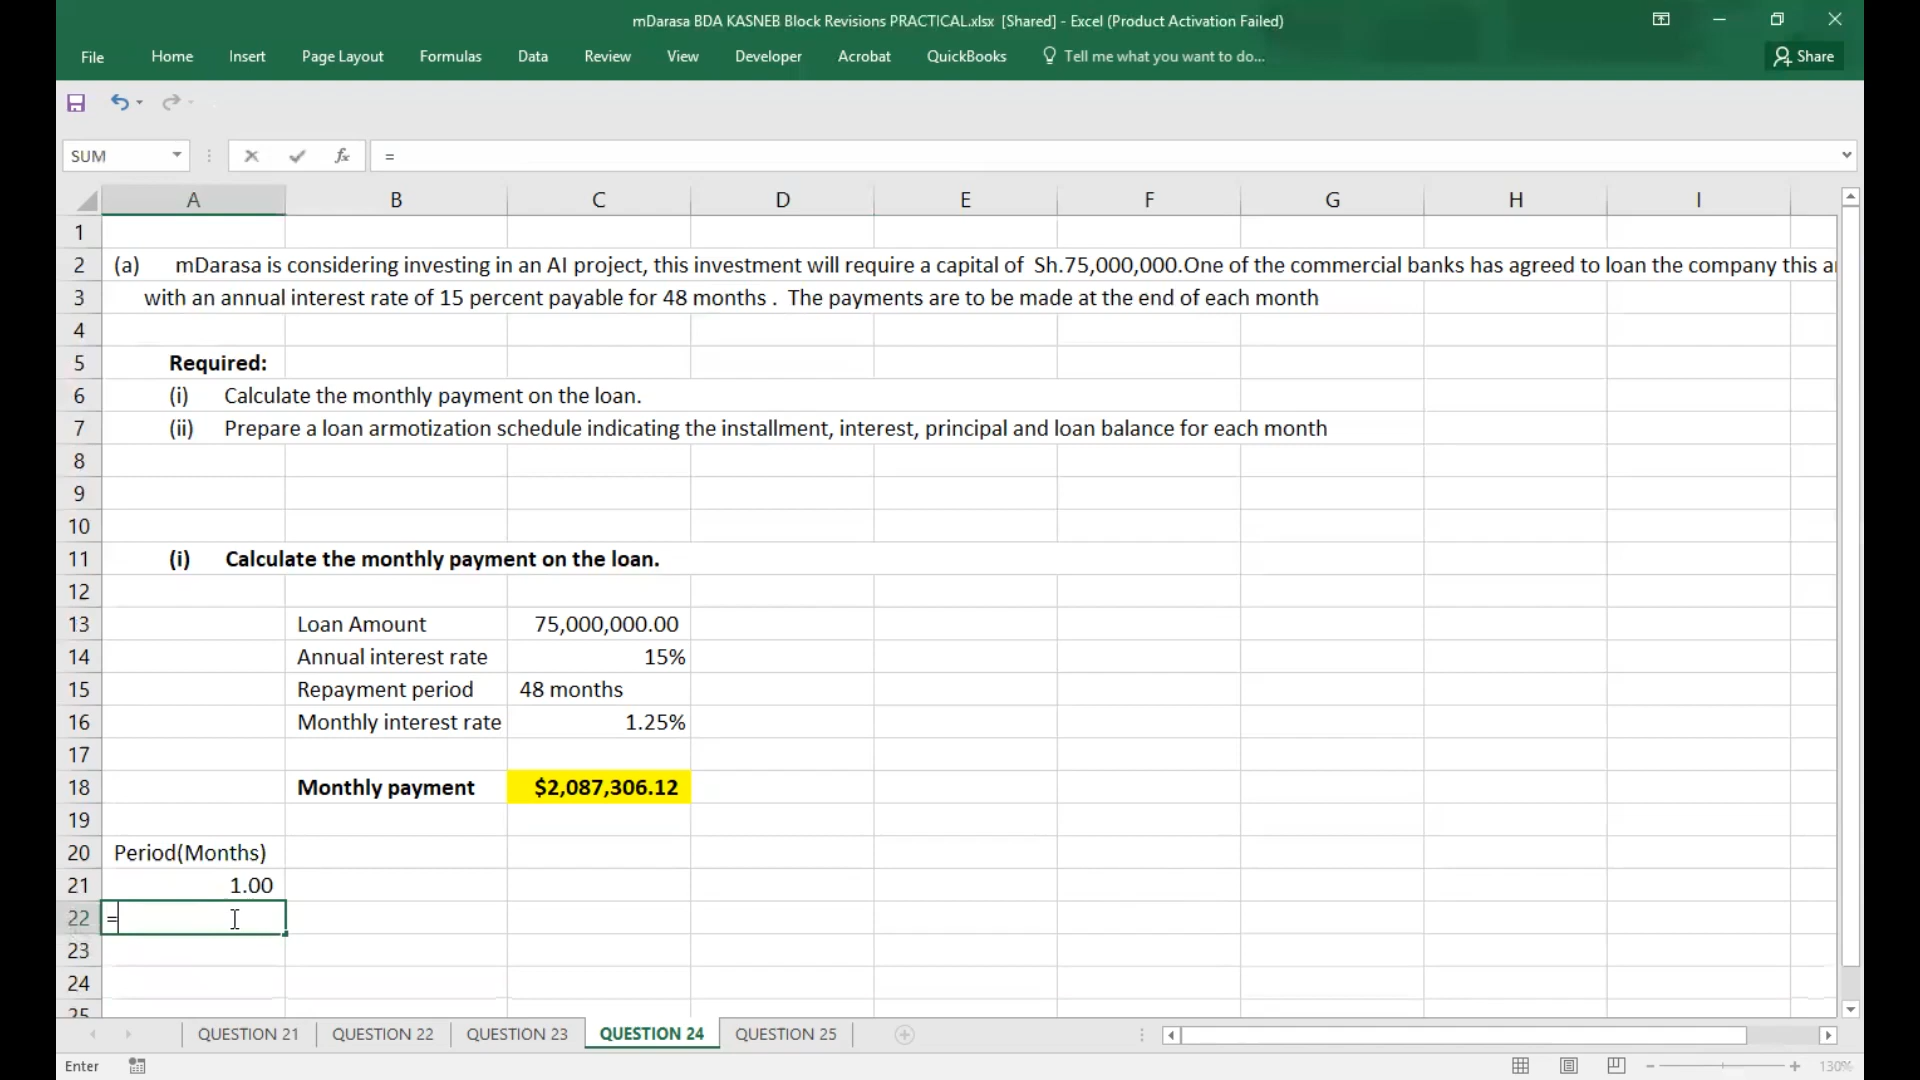 mDarasa BDA KASNEB Block Revisions PRACTICAL.xlsx [Shared] - Excel (Product Activation Failed)
File Home Insert Page Layout Formulas Data Review View Developer Acrobat QuickBooks Tell me what you want to do... Share
SUM fx =
A B C D E F G H I
1
2 (a) mDarasa is considering investing in an AI project, this investment will require a capital of Sh.75,000,000.One of the commercial banks has agreed to loan the company this a
3 with an annual interest rate of 15 percent payable for 48 months . The payments are to be made at the end of each month
4
5 Required:
6 (i) Calculate the monthly payment on the loan.
7 (ii) Prepare a loan armotization schedule indicating the installment, interest, principal and loan balance for each month
8
9
10
11 (i) Calculate the monthly payment on the loan.
12
13 Loan Amount 75,000,000.00
14 Annual interest rate 15%
15 Repayment period 48 months
16 Monthly interest rate 1.25%
17
18 Monthly payment $2,087,306.12
19
20 Period(Months)
21 1.00
22 =
23
24
25
QUESTION 21 QUESTION 22 QUESTION 23 QUESTION 24 QUESTION 25
Enter 130%